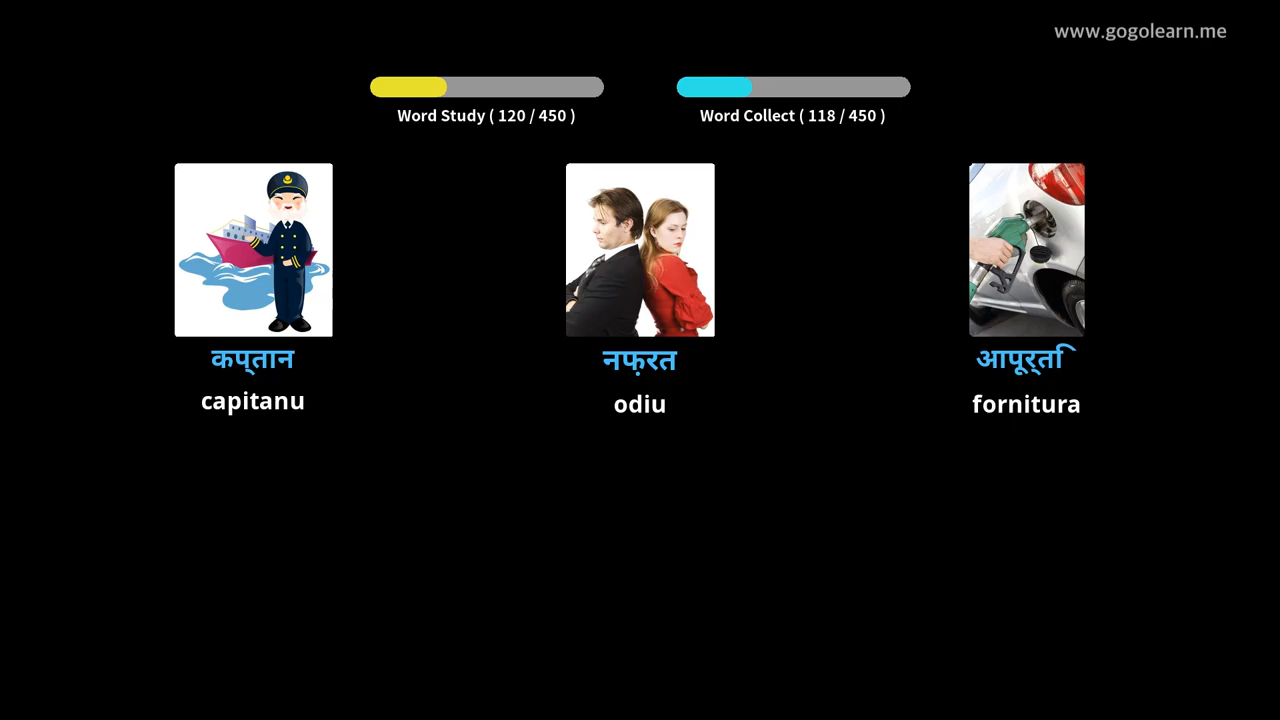 www.gogolearn.me
Word Study ( 120 / 450 )
Word Collect ( 118 / 450 )
कप्तान
नफ़रत
आपूर्ति
capitanu
odiu
fornitura